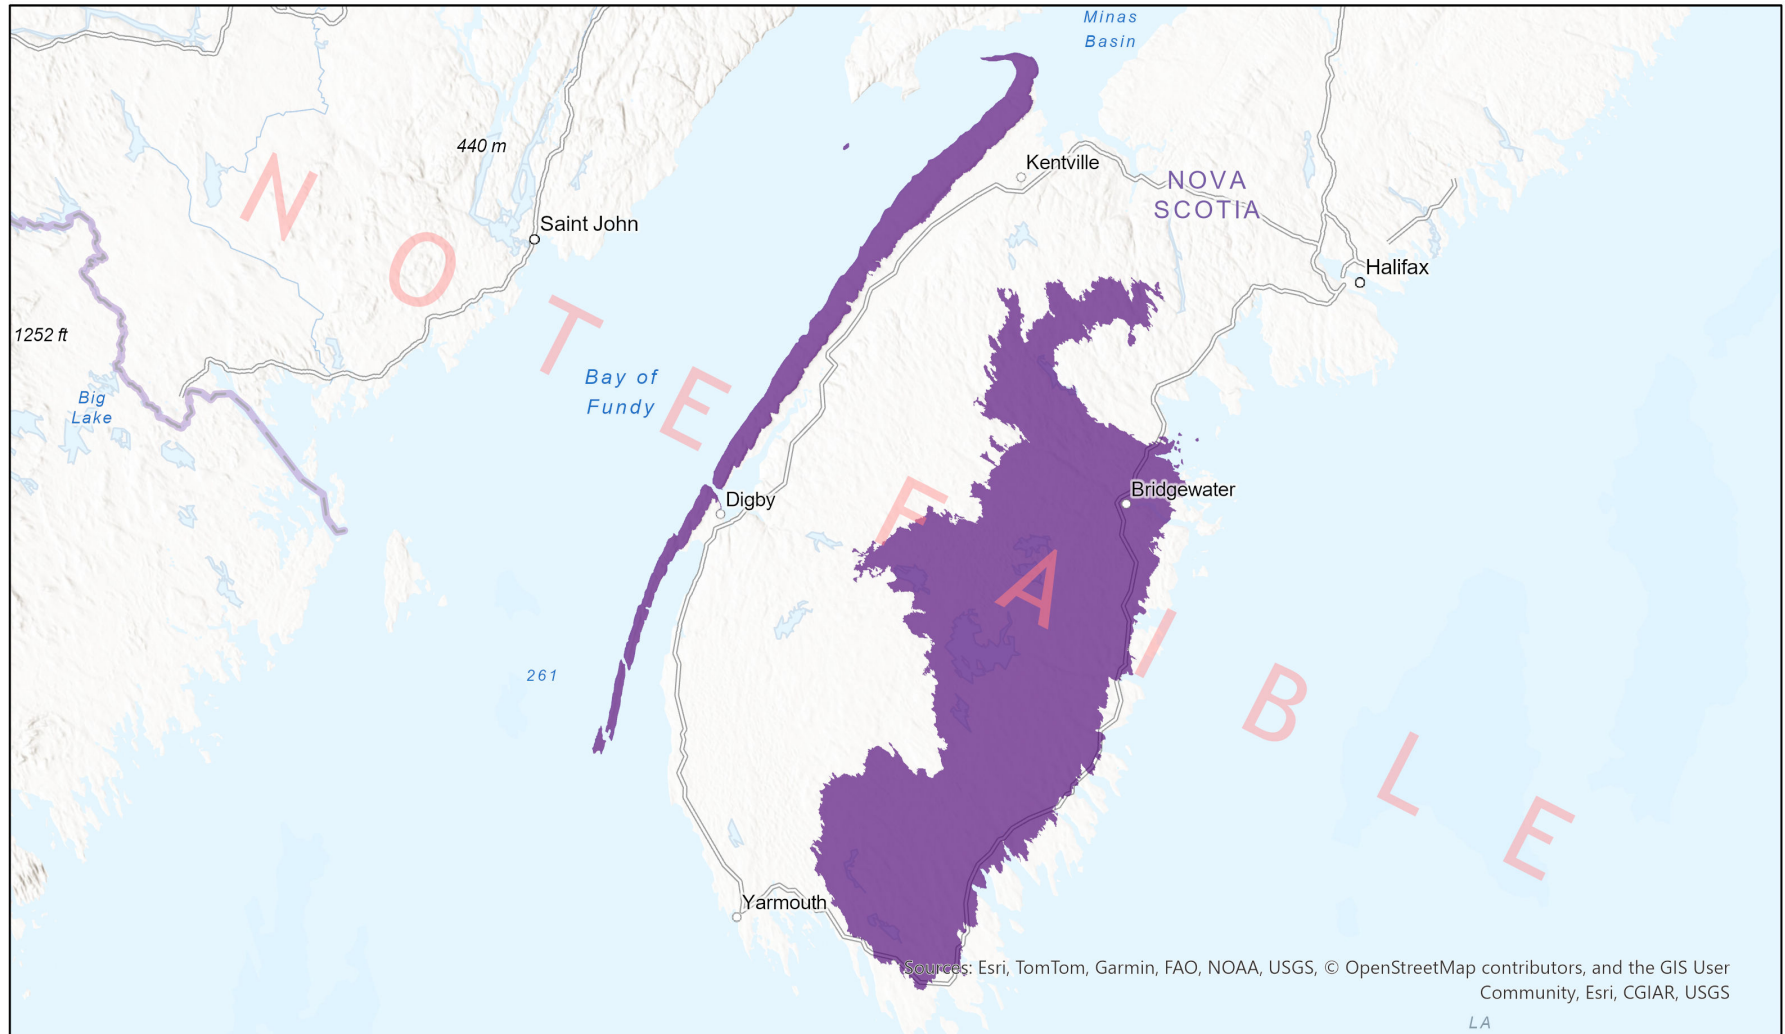 Minas
Basin
440 m
Kentville
NOVA
SCOTIA
Saint John
Halifax
1252 ft
Bay of
Fundy
Big
Lake
Digby
Bridgewater
261
Yarmouth
NOTE FAIBLE
Sources: Esri, TomTom, Garmin, FAO, NOAA, USGS, © OpenStreetMap contributors, and the GIS User
Community, Esri, CGIAR, USGS
LA